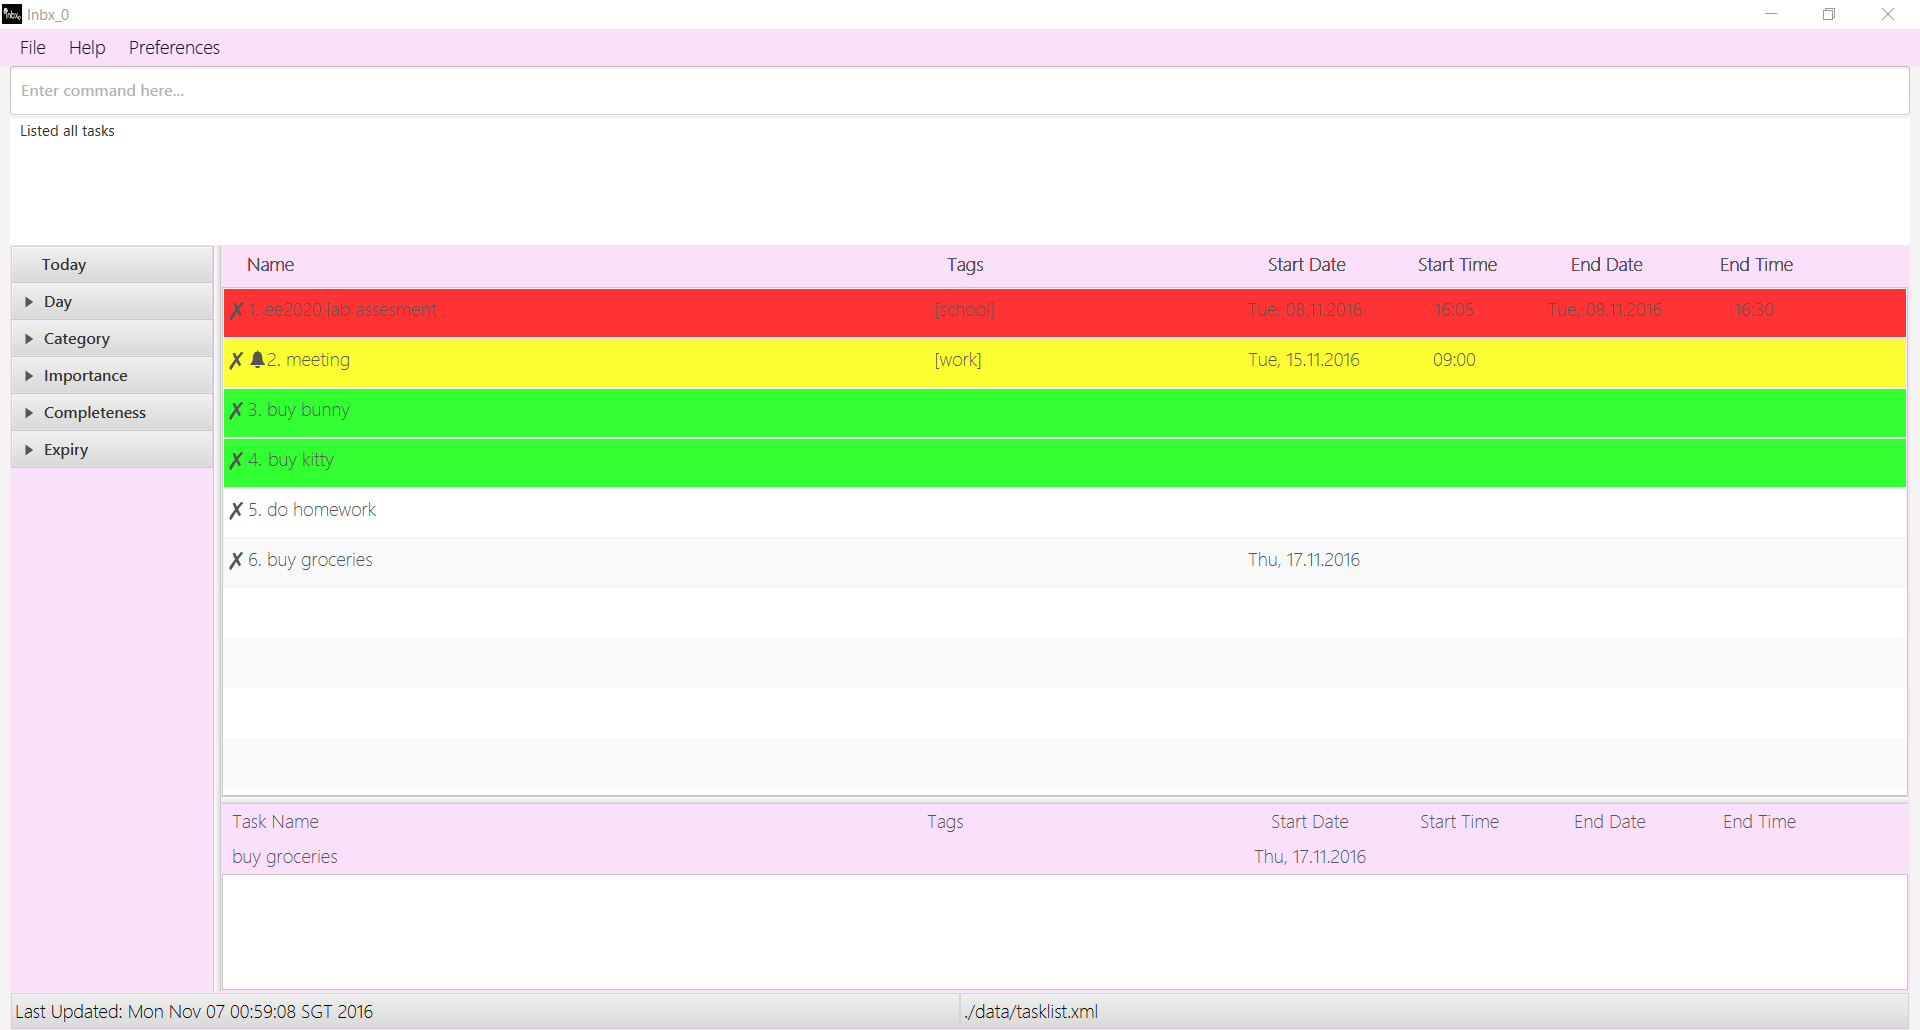 Inbx_0
File Help Preferences
Enter command here...
Listed all tasks
Today
Day
Category
Importance
Completeness
Expiry
Name Tags Start Date Start Time End Date End Time
✗ 1. ee2020 lab assesment [school] Tue, 08.11.2016 16:05 Tue, 08.11.2016 16:30
✗ 2. meeting [work] Tue, 15.11.2016 09:00
✗ 3. buy bunny
✗ 4. buy kitty
✗ 5. do homework
✗ 6. buy groceries Thu, 17.11.2016
Task Name Tags Start Date Start Time End Date End Time
buy groceries Thu, 17.11.2016
Last Updated: Mon Nov 07 00:59:08 SGT 2016 ./data/tasklist.xml